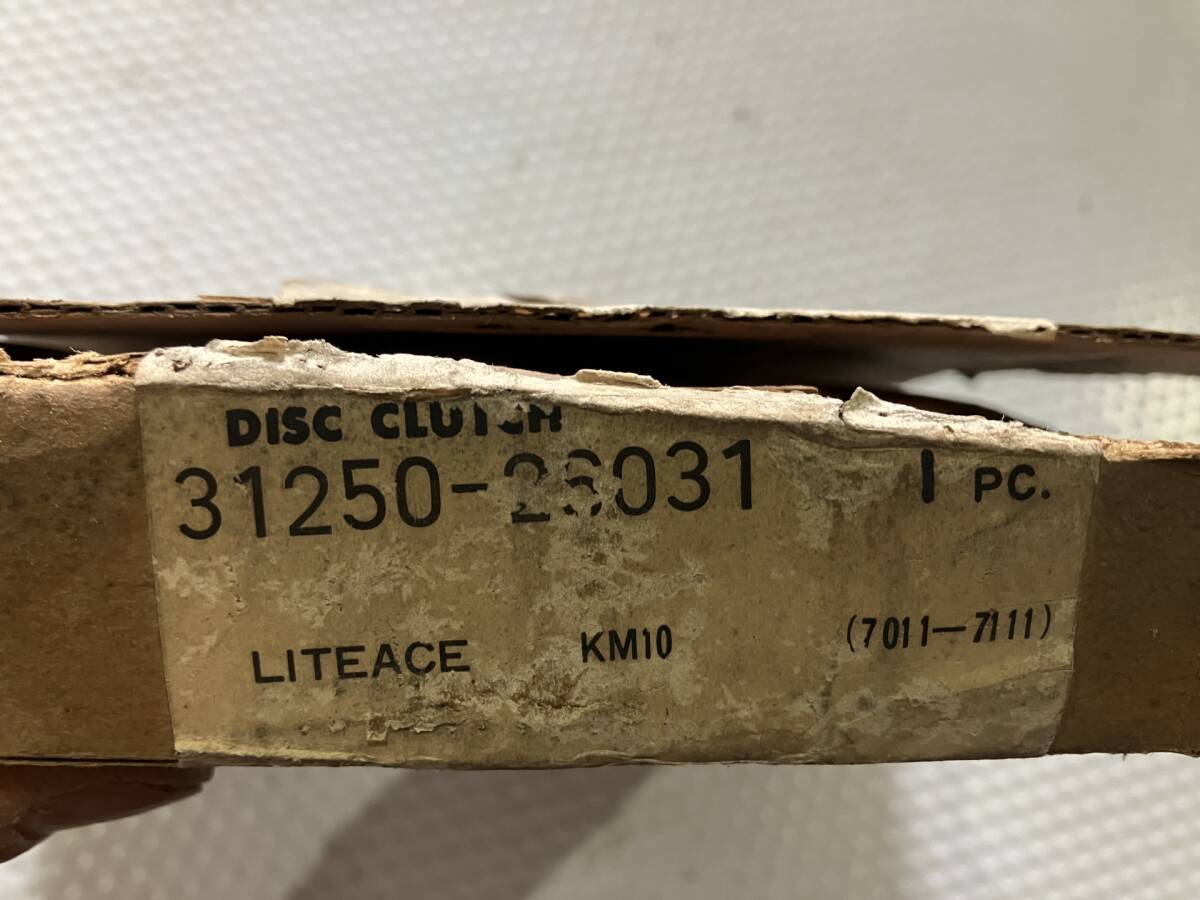 DISC CLUTCH
31250-26031 1 PC.
LITEACE KM10 (7011-7111)